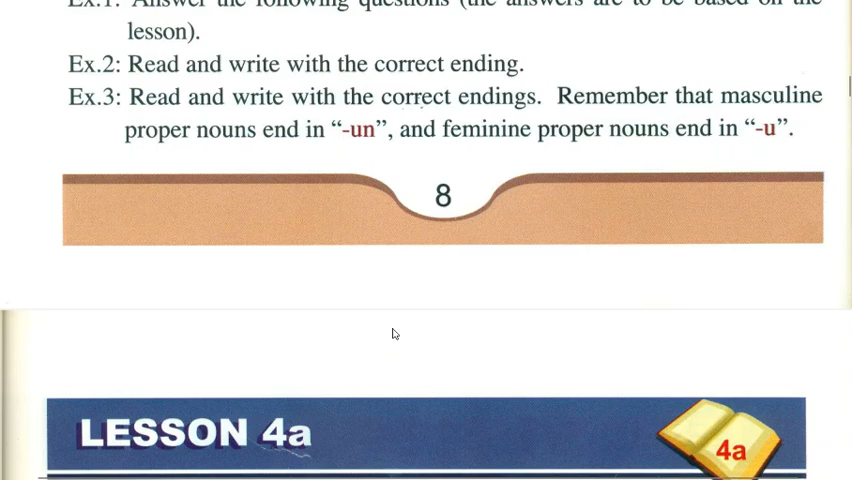 Ex.1: Answer the following questions (the answers are to be based on the
lesson).
Ex.2: Read and write with the correct ending.
Ex.3: Read and write with the correct endings. Remember that masculine
proper nouns end in “-un”, and feminine proper nouns end in “-u”.
8
LESSON 4a
4a